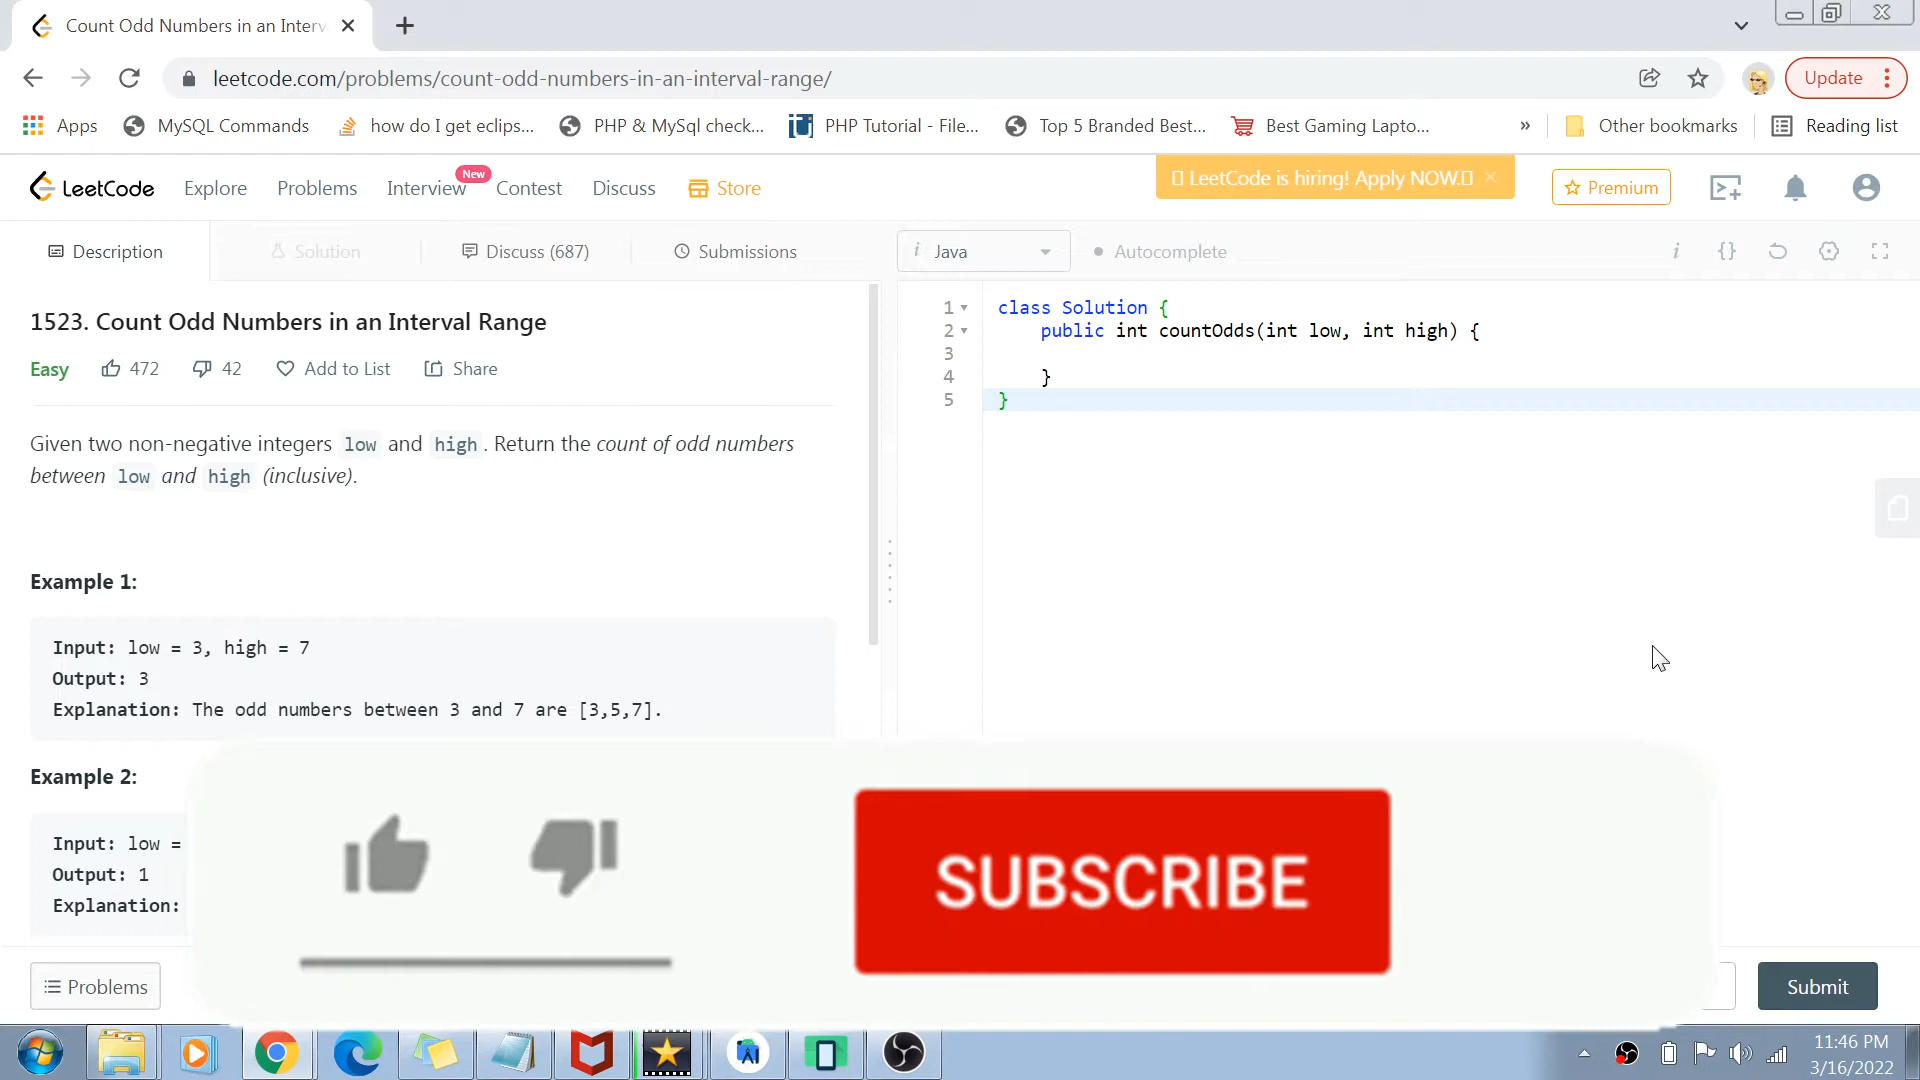 Count Odd Numbers in an Interv
leetcode.com/problems/count-odd-numbers-in-an-interval-range/
Update
Apps
MySQL Commands
how do I get eclips...
PHP & MySql check...
PHP Tutorial - File...
Top 5 Branded Best...
Best Gaming Lapto...
»
Other bookmarks
Reading list
LeetCode
Explore
Problems
Interview
New
Contest
Discuss
Store
LeetCode is hiring! Apply NOW.
Premium
Description
Solution
Discuss (687)
Submissions
i Java
Autocomplete
i
{}
1523. Count Odd Numbers in an Interval Range
Easy
472
42
Add to List
Share
Given two non-negative integers low and high. Return the count of odd numbers
between low and high (inclusive).
Example 1:
Input: low = 3, high = 7
Output: 3
Explanation: The odd numbers between 3 and 7 are [3,5,7].
Example 2:
Input: low =
Output: 1
Explanation:
1 class Solution {
2 public int countOdds(int low, int high) {
3
4 }
5 }
SUBSCRIBE
Problems
Submit
11:46 PM
3/16/2022